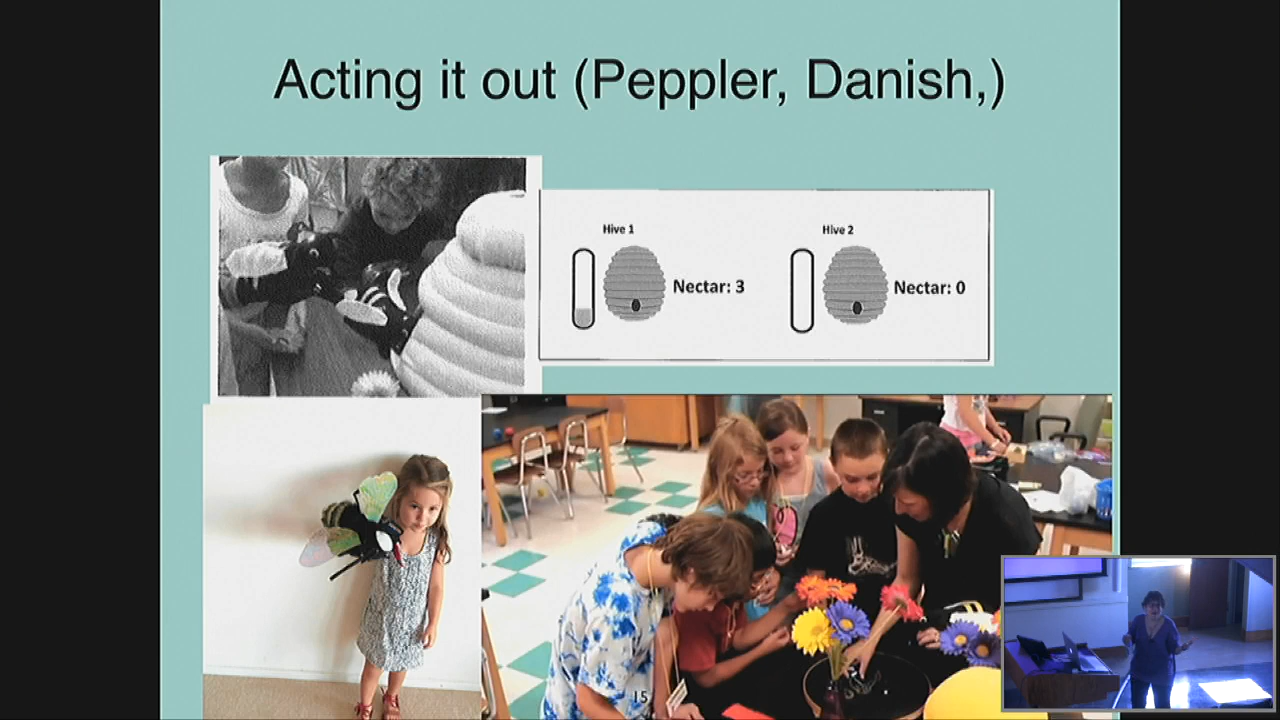 Acting it out (Peppler, Danish,)
Hive 1
Nectar: 3
Hive 2
Nectar: 0
15